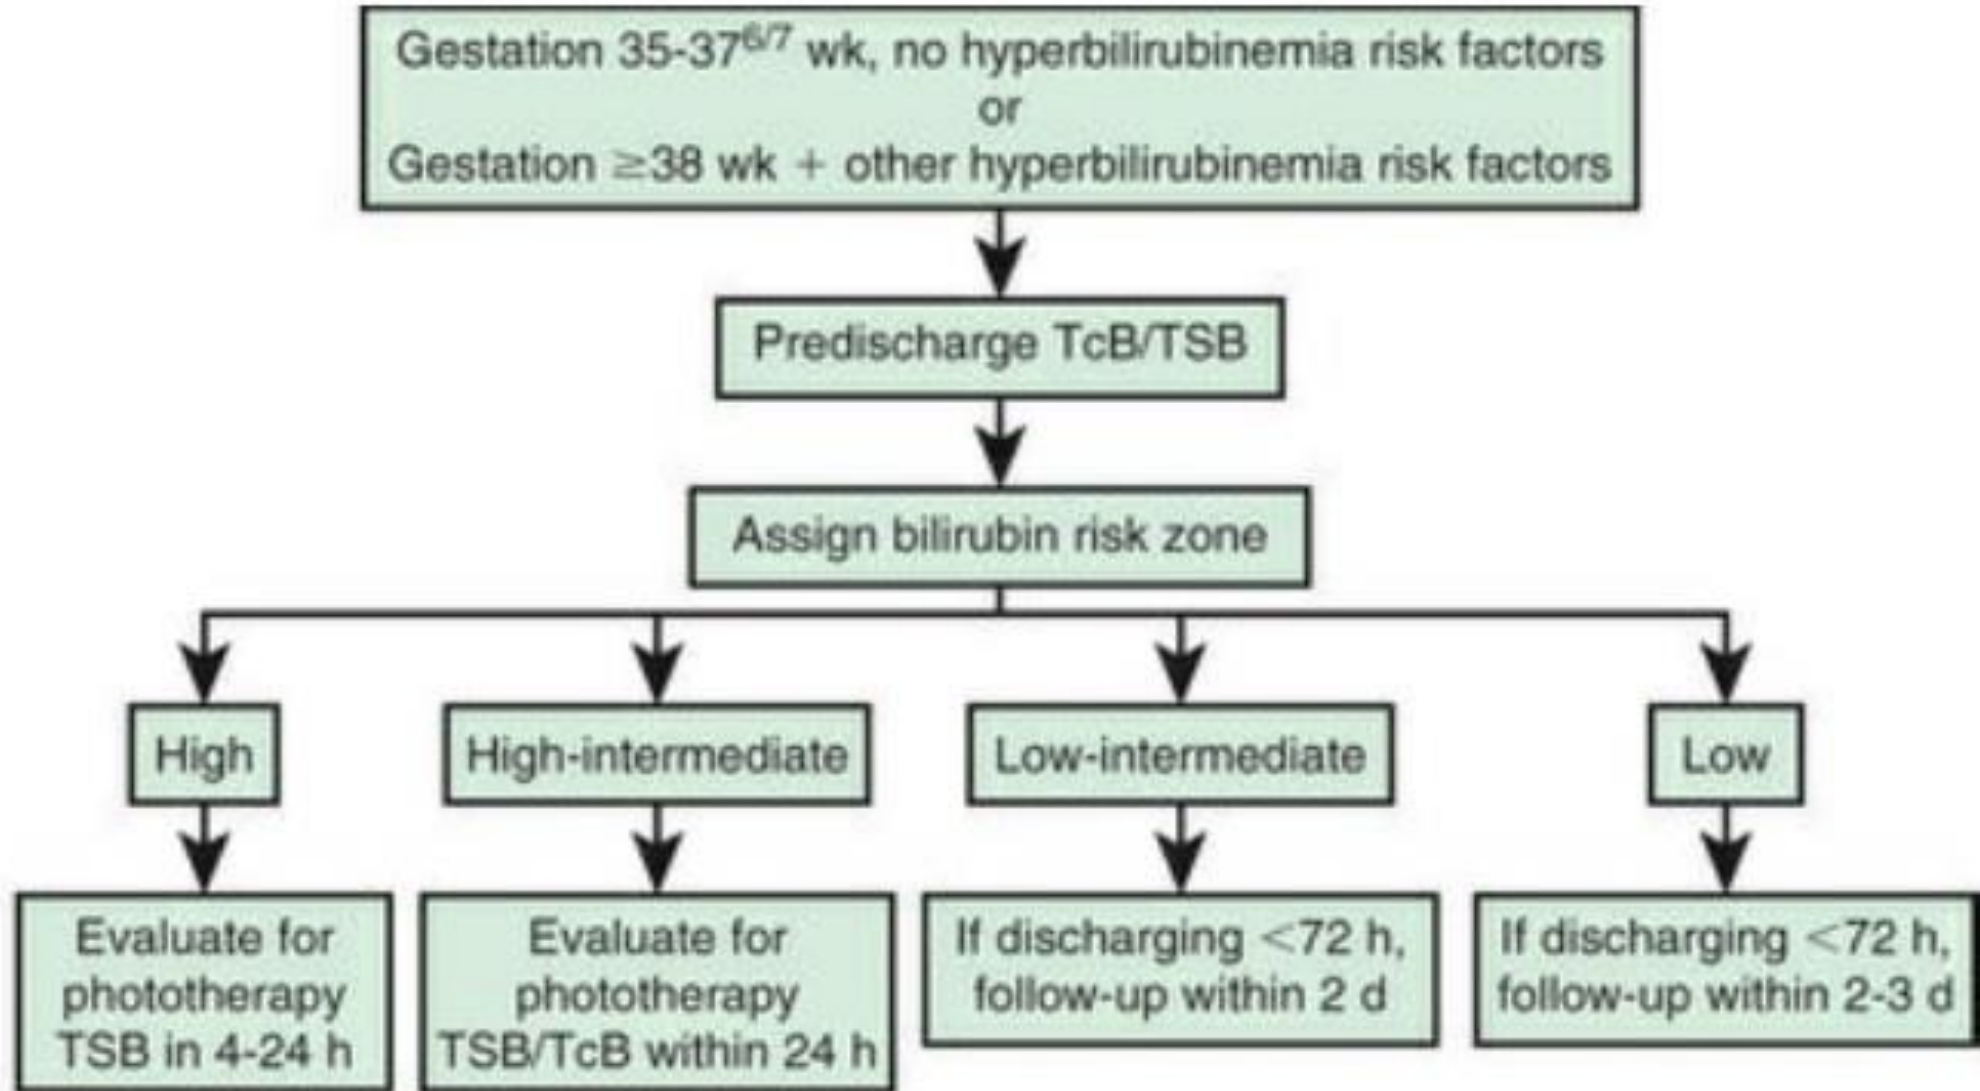 Gestation 35-37⁶/⁷ wk, no hyperbilirubinemia risk factors
or
Gestation ≥38 wk + other hyperbilirubinemia risk factors
Predischarge TcB/TSB
Assign bilirubin risk zone
High
High-intermediate
Low-intermediate
Low
Evaluate for
phototherapy
TSB in 4-24 h
Evaluate for
phototherapy
TSB/TcB within 24 h
If discharging <72 h,
follow-up within 2 d
If discharging <72 h,
follow-up within 2-3 d